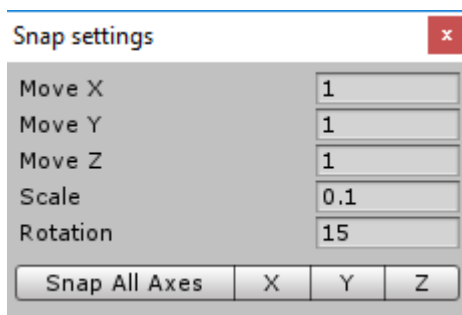 Snap settings x
Move X 1
Move Y 1
Move Z 1
Scale 0.1
Rotation 15
Snap All Axes X Y Z